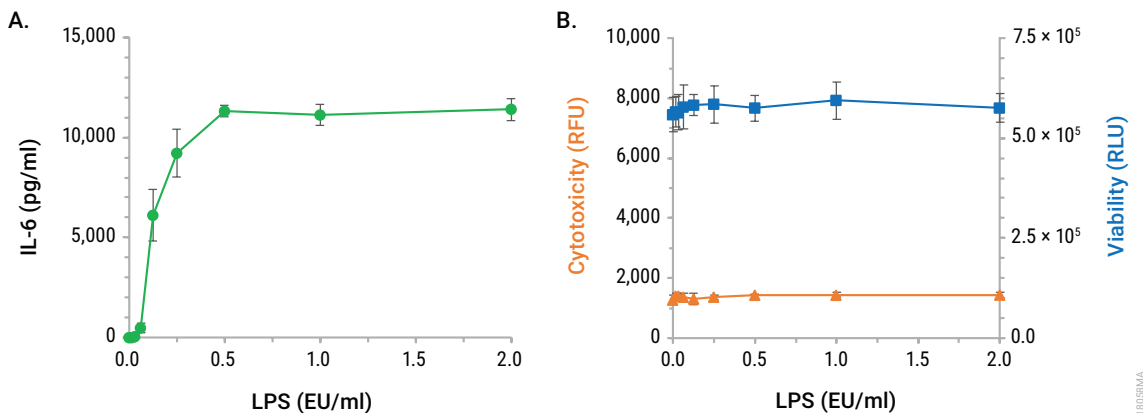 A.
15,000
10,000
5,000
0
IL-6 (pg/ml)
0.0 0.5 1.0 1.5 2.0
LPS (EU/ml)
B.
10,000
8,000
6,000
4,000
2,000
0
Cytotoxicity (RFU)
7.5 × 10⁵
5.0 × 10⁵
2.5 × 10⁵
0.0
Viability (RLU)
0.0 0.5 1.0 1.5 2.0
LPS (EU/ml)